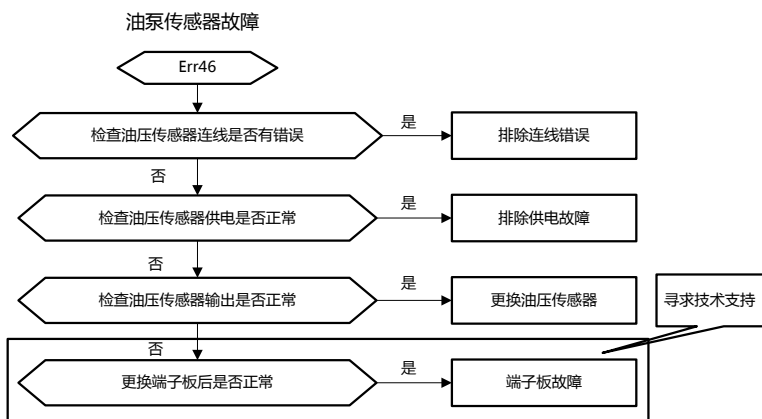 油泵传感器故障
Err46
检查油压传感器连线是否有错误
是
排除连线错误
否
检查油压传感器供电是否正常
是
排除供电故障
否
检查油压传感器输出是否正常
是
更换油压传感器
寻求技术支持
否
更换端子板后是否正常
是
端子板故障